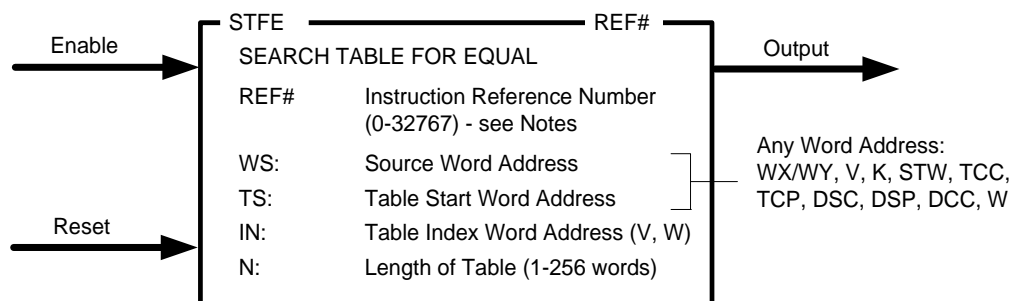 STFE REF#
Enable
SEARCH TABLE FOR EQUAL
Output
REF# Instruction Reference Number
(0-32767) - see Notes
WS: Source Word Address
TS: Table Start Word Address
Any Word Address:
WX/WY, V, K, STW, TCC,
TCP, DSC, DSP, DCC, W
Reset
IN: Table Index Word Address (V, W)
N: Length of Table (1-256 words)